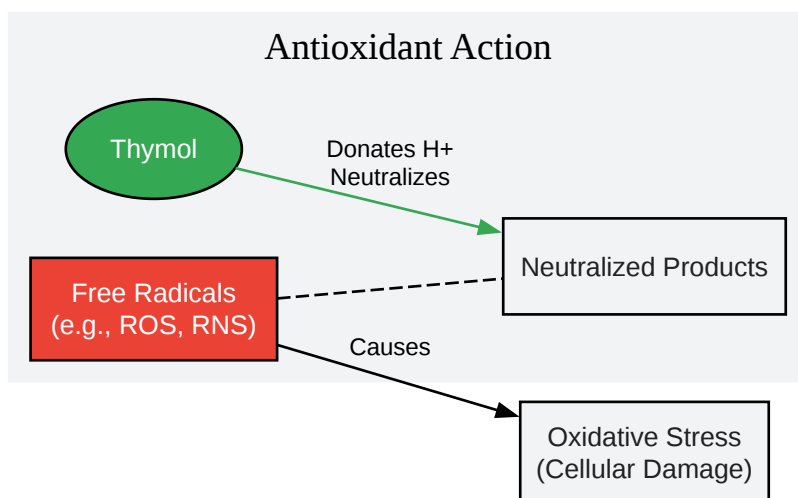 Antioxidant Action
Thymol
Donates H+
Neutralizes
Neutralized Products
Free Radicals
(e.g., ROS, RNS)
Causes
Oxidative Stress
(Cellular Damage)